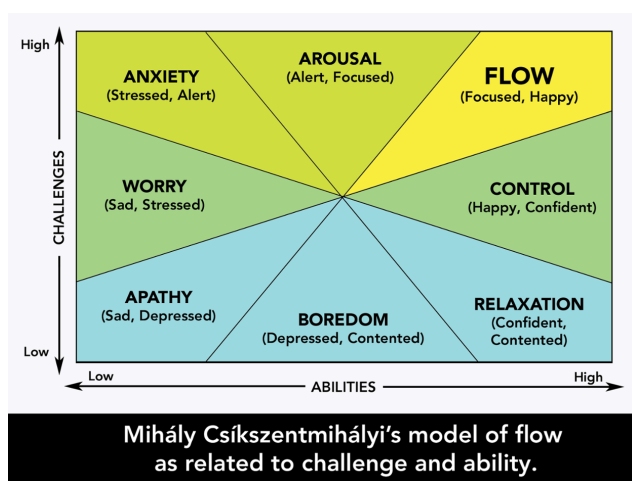 High
ANXIETY
(Stressed, Alert)
AROUSAL
(Alert, Focused)
FLOW
(Focused, Happy)
CHALLENGES
WORRY
(Sad, Stressed)
CONTROL
(Happy, Confident)
APATHY
(Sad, Depressed)
BOREDOM
(Depressed, Contented)
RELAXATION
(Confident,
Contented)
Low
Low
ABILITIES
High
Mihály Csíkszentmihályi’s model of flow
as related to challenge and ability.